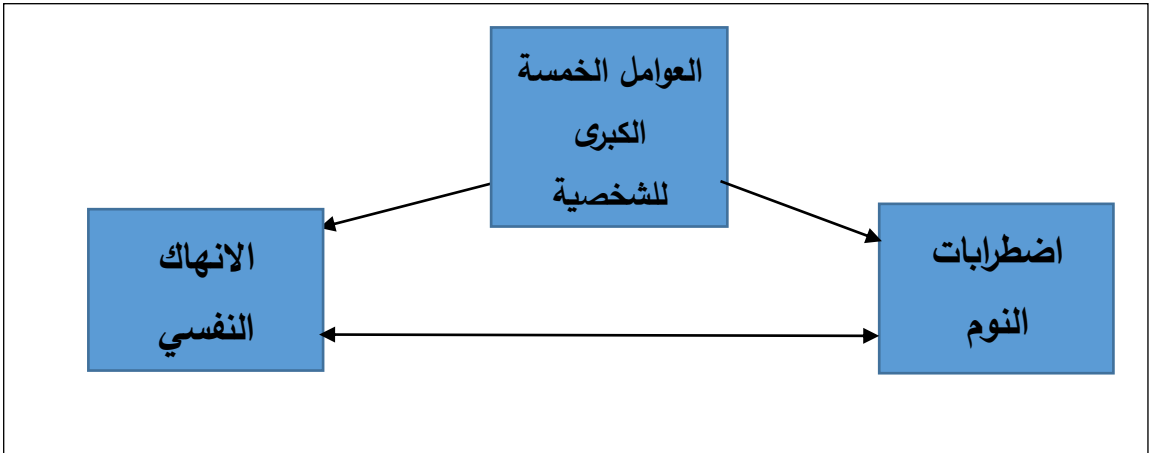 العوامل الخمسة
الكبرى
للشخصية
اضطرابات
النوم
الانهاك
النفسي